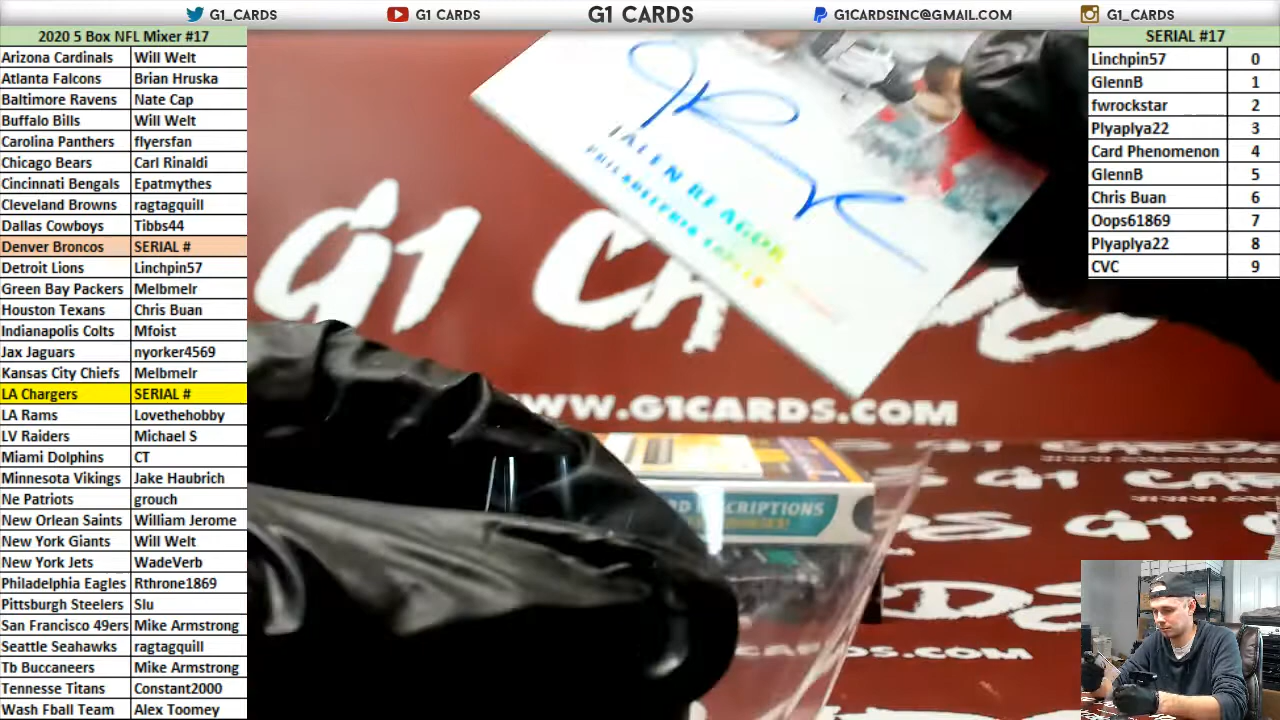 G1_CARDS
G1 CARDS
G1 CARDS
G1CARDSINC@GMAIL.COM
G1_CARDS
2020 5 Box NFL Mixer #17
Arizona Cardinals Will Welt
Atlanta Falcons Brian Hruska
Baltimore Ravens Nate Cap
Buffalo Bills Will Welt
Carolina Panthers flyersfan
Chicago Bears Carl Rinaldi
Cincinnati Bengals Epatmythes
Cleveland Browns ragtagquill
Dallas Cowboys Tibbs44
Denver Broncos SERIAL #
Detroit Lions Linchpin57
Green Bay Packers Melbmelr
Houston Texans Chris Buan
Indianapolis Colts Mfoist
Jax Jaguars nyorker4569
Kansas City Chiefs Melbmelr
LA Chargers SERIAL #
LA Rams Lovethehobby
LV Raiders Michael S
Miami Dolphins CT
Minnesota Vikings Jake Haubrich
Ne Patriots grouch
New Orlean Saints William Jerome
New York Giants Will Welt
New York Jets WadeVerb
Philadelphia Eagles Rthrone1869
Pittsburgh Steelers Slu
San Francisco 49ers Mike Armstrong
Seattle Seahawks ragtagquill
Tb Buccaneers Mike Armstrong
Tennesse Titans Constant2000
Wash Fball Team Alex Toomey
SERIAL #17
Linchpin57 0
GlennB 1
fwrockstar 2
Plyaplya22 3
Card Phenomenon 4
GlennB 5
Chris Buan 6
Oops61869 7
Plyaplya22 8
CVC 9
JALEN REAGOR
PHILADELPHIA EAGLES
G1 CA
WWW.G1CARDS.COM
G1 CARDS